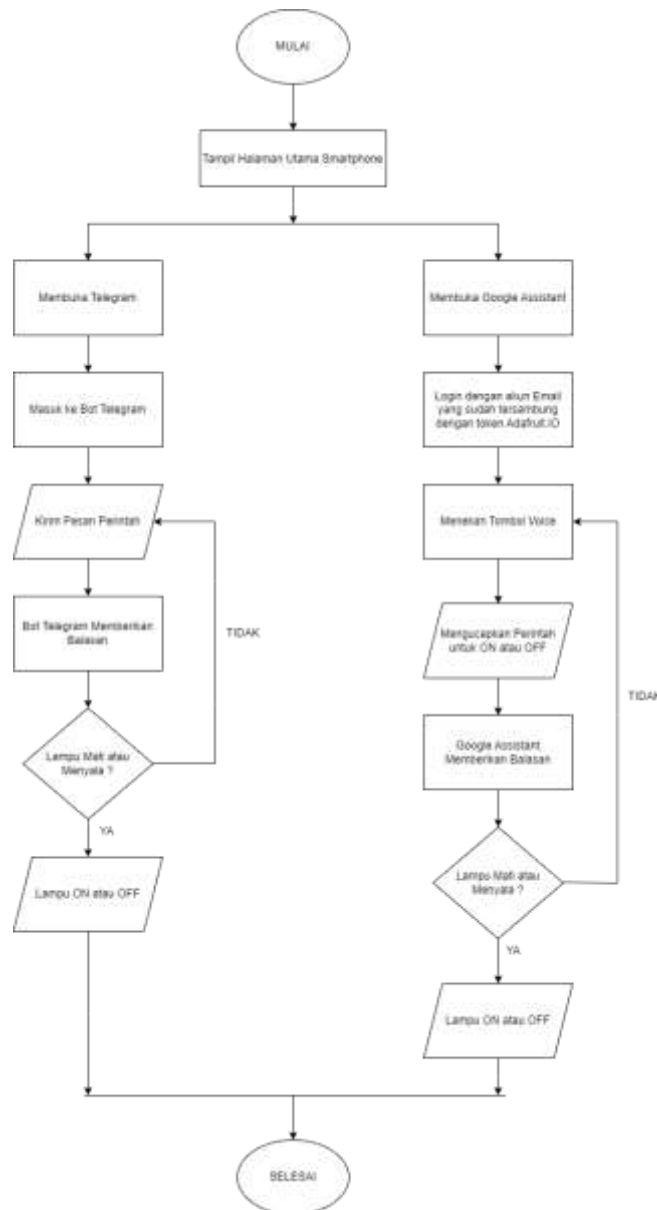 MULAI
Tampil Halaman Utama Smartphone
Membuka Telegram
Masuk ke Bot Telegram
Kirim Pesan Perintah
Bot Telegram Memberikan
Balasan
TIDAK
Lampu Mati atau
Menyala ?
YA
Lampu ON atau OFF
Membuka Google Assistant
Login dengan akun Email
yang sudah tersambung
dengan token Adafruit.IO
Menekan Tombol Voice
Mengucapkan Perintah
untuk ON atau OFF
TIDAK
Google Assistant
Memberikan Balasan
Lampu Mati atau
Menyala ?
YA
Lampu ON atau OFF
SELESAI